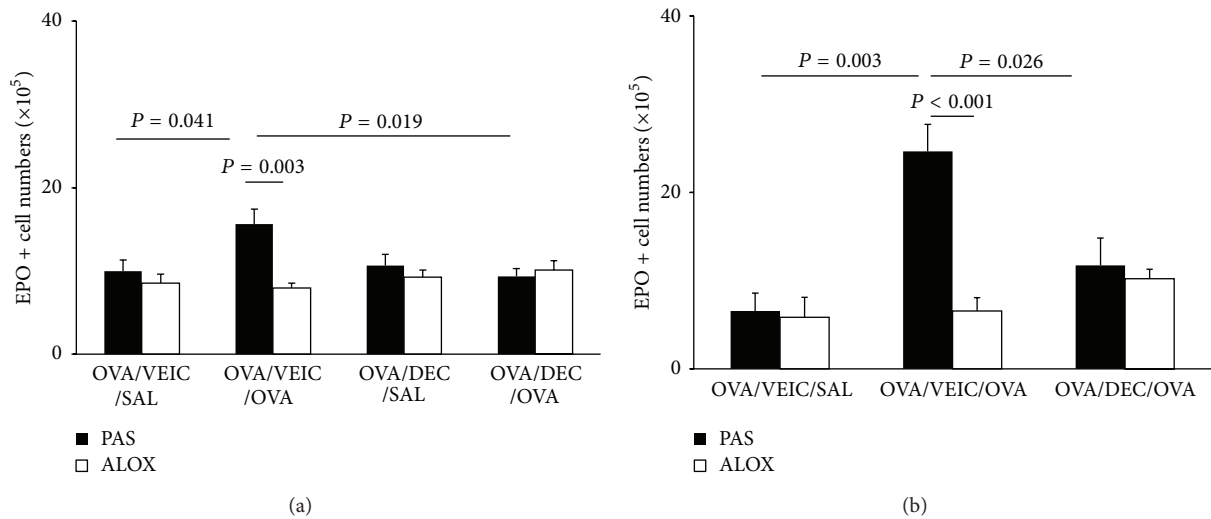 40
20
0
EPO + cell numbers (×10⁵)
P = 0.041
P = 0.019
P = 0.003
OVA/VEIC
/SAL
OVA/VEIC
/OVA
OVA/DEC
/SAL
OVA/DEC
/OVA
PAS
ALOX
(a)
40
20
0
EPO + cell numbers (×10⁵)
P = 0.003
P = 0.026
P < 0.001
OVA/VEIC/SAL
OVA/VEIC/OVA
OVA/DEC/OVA
PAS
ALOX
(b)